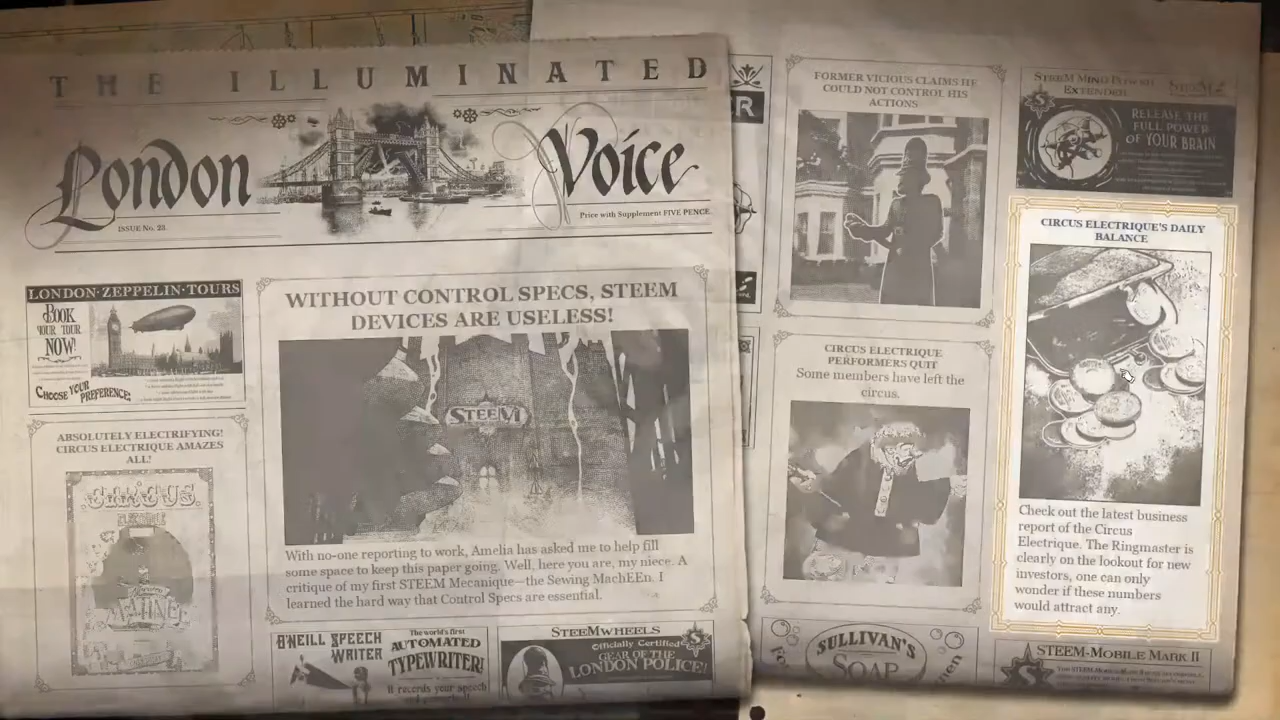 THE ILLUMINATED
London Voice
ISSUE No. 23.
Price with Supplement FIVE PENCE
LONDON·ZEPPELIN·TOURS
BOOK
YOUR TOUR
NOW!
CHOOSE YOUR
PREFERENCE:
ABSOLUTELY ELECTRIFYING!
CIRCUS ELECTRIQUE AMAZES
ALL!
CIRCUS
ELECTRIQUE
MATINEE
WITHOUT CONTROL SPECS, STEEM
DEVICES ARE USELESS!
STEEM
With no-one reporting to work, Amelia has asked me to help fill
some space to keep this paper going. Well, here you are, my niece. A
critique of my first STEEM Mecanique—the Sewing MachEEn. I
learned the hard way that Control Specs are essential.
O'NEILL SPEECH
WRITER
The world's first
AUTOMATED
TYPEWRITER!
It records your speech
STEEMWHEELS
Officially Certified
GEAR OF THE
LONDON POLICE!
FORMER VICIOUS CLAIMS HE
COULD NOT CONTROL HIS
ACTIONS
CIRCUS ELECTRIQUE
PERFORMERS QUIT
Some members have left the
circus.
SULLIVAN'S
SOAP
STEEM MIND POWER
EXTENDER
RELEASE THE
FULL POWER
OF YOUR BRAIN
CIRCUS ELECTRIQUE'S DAILY
BALANCE
Check out the latest business
report of the Circus
Electrique. The Ringmaster is
clearly on the lookout for new
investors, one can only
wonder if these numbers
would attract any.
STEEM-MOBILE MARK II